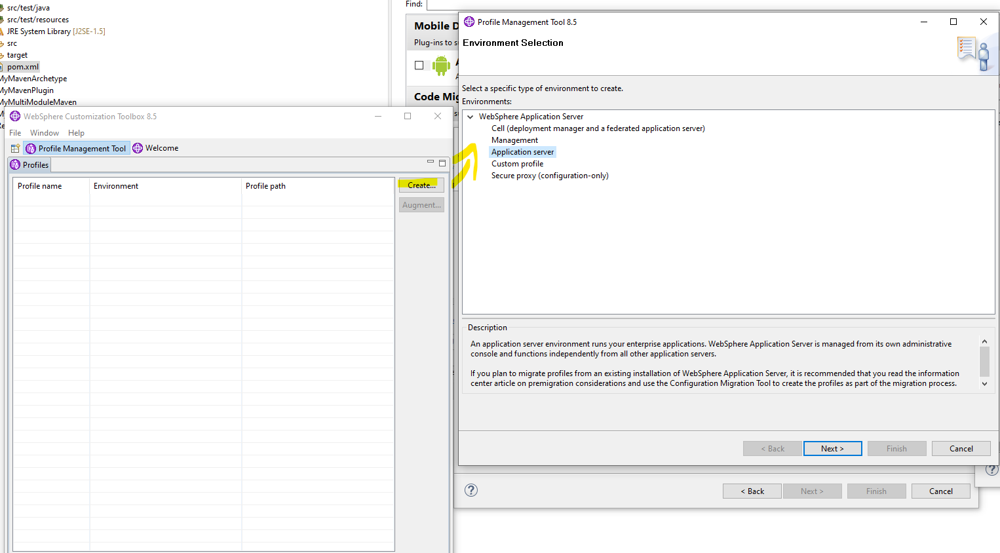 src/test/java
src/test/resources
JRE System Library [J2SE-1.5]
src
target
pom.xml
MyMavenArchetype
MyMavenPlugin
MyMultiModuleMaven
Find:
Mobile D
Plug-ins to s
Code Mig
WebSphere Customization Toolbox 8.5
File Window Help
Profile Management Tool Welcome
Profiles
Profile name Environment Profile path
Create...
Augment...
Profile Management Tool 8.5
Environment Selection
Select a specific type of environment to create.
Environments:
WebSphere Application Server
Cell (deployment manager and a federated application server)
Management
Application server
Custom profile
Secure proxy (configuration-only)
Description
An application server environment runs your enterprise applications. WebSphere Application Server is managed from its own administrative
console and functions independently from all other application servers.
If you plan to migrate profiles from an existing installation of WebSphere Application Server, it is recommended that you read the information
center article on premigration considerations and use the Configuration Migration Tool to create the profiles as part of the migration process.
< Back Next > Finish Cancel
< Back Next > Finish Cancel